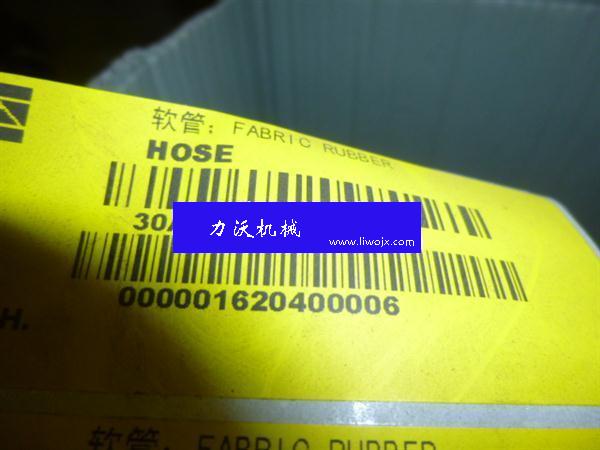 软管: FABRIC RUBBER
HOSE
30
力沃机械
www.liwojx.com
000001620400006
H.
软管: FABRIC RUBBER